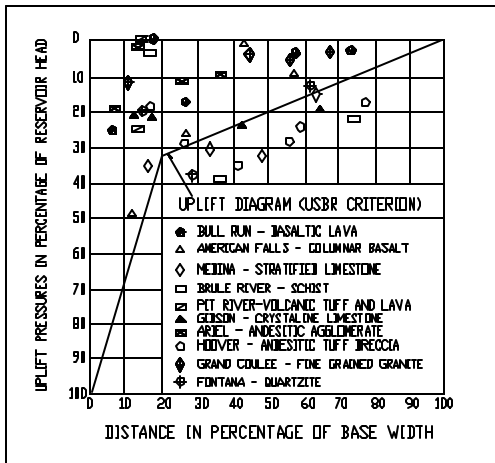 UPLIFT PRESSURES IN PERCENTAGE OF RESERVOIR HEAD
0
10
20
30
40
50
60
70
80
90
100
UPLIFT DIAGRAM (USBR CRITERION)
BULL RUN - BASALTIC LAVA
AMERICAN FALLS - COLUMNAR BASALT
MEDINA - STRATIFIED LIMESTONE
BRULE RIVER - SCHIST
PIT RIVER-VOLCANIC TUFF AND LAVA
GIBSON - CRYSTALINE LIMESTONE
ARIEL - ANDESITIC AGGLOMERATE
HOOVER - ANDESITIC TUFF BRECCIA
GRAND COULEE - FINE GRAINED GRANITE
FONTANA - QUARTZITE
0 10 20 30 40 50 60 70 80 90 100
DISTANCE IN PERCENTAGE OF BASE WIDTH